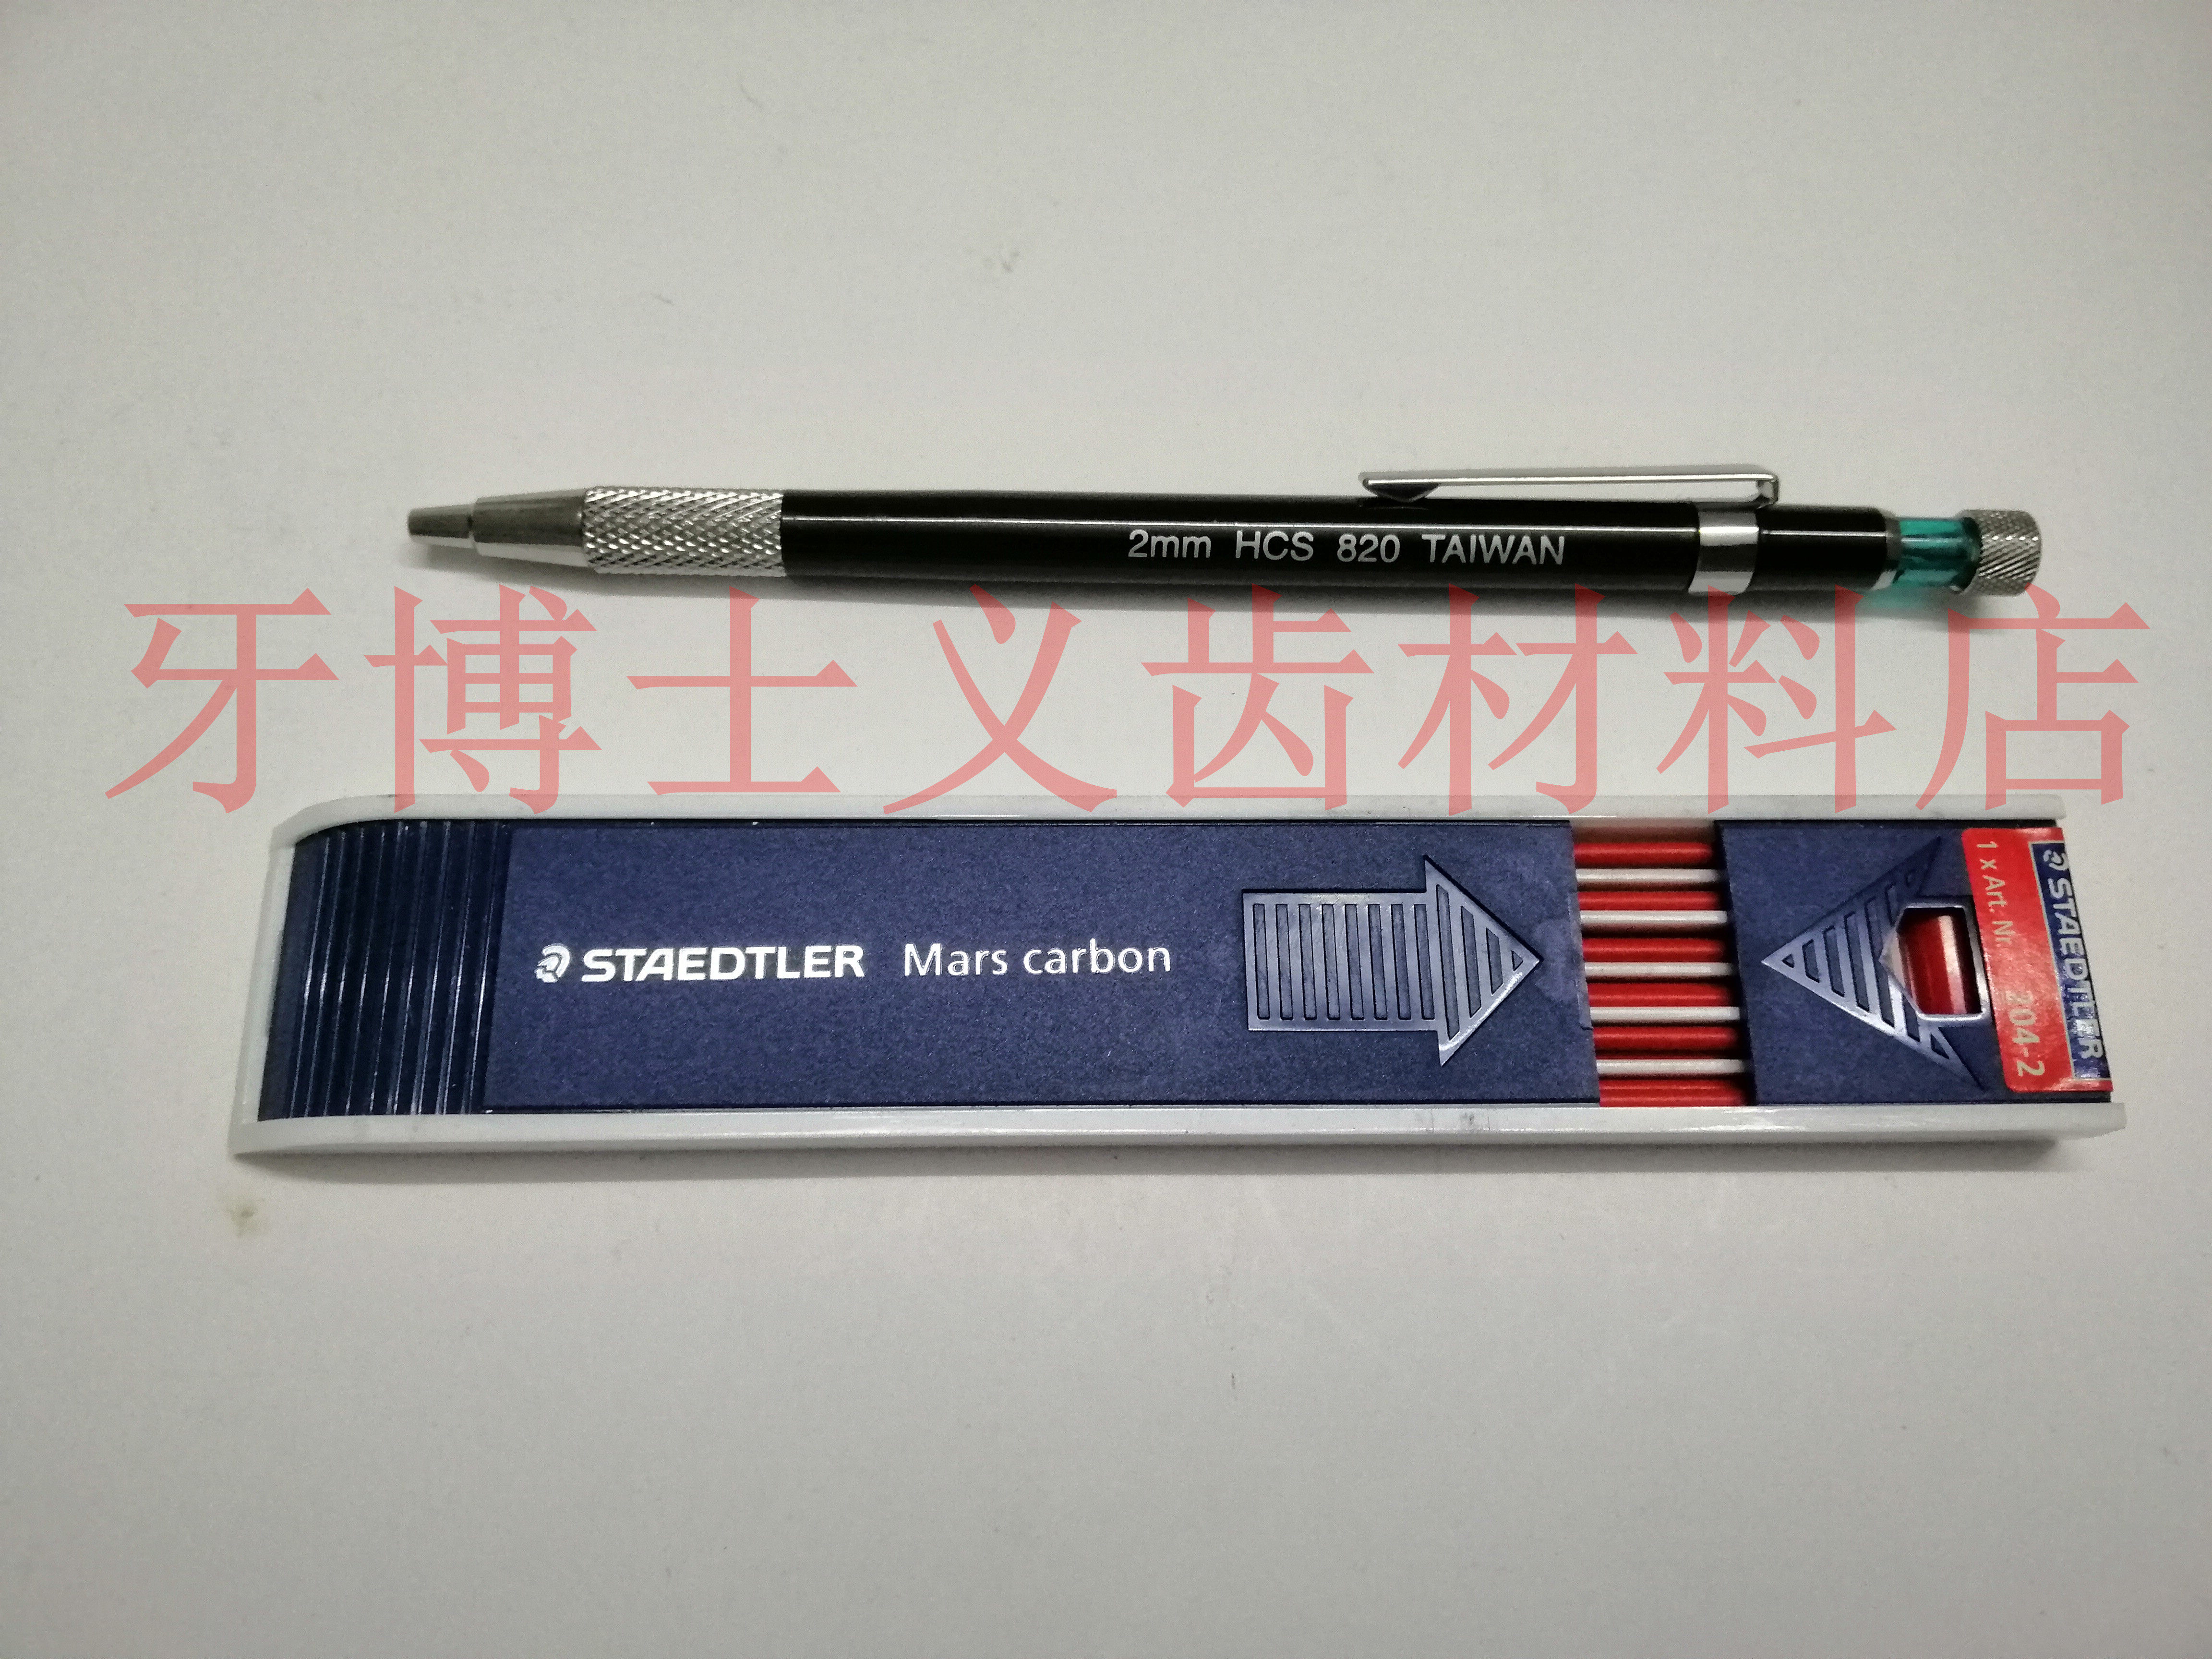 2mm HCS 820 TAIWAN
牙博士义齿材料店
STAEDTLER Mars carbon
STAEDTLER
1 x Art. Nr. 204-2